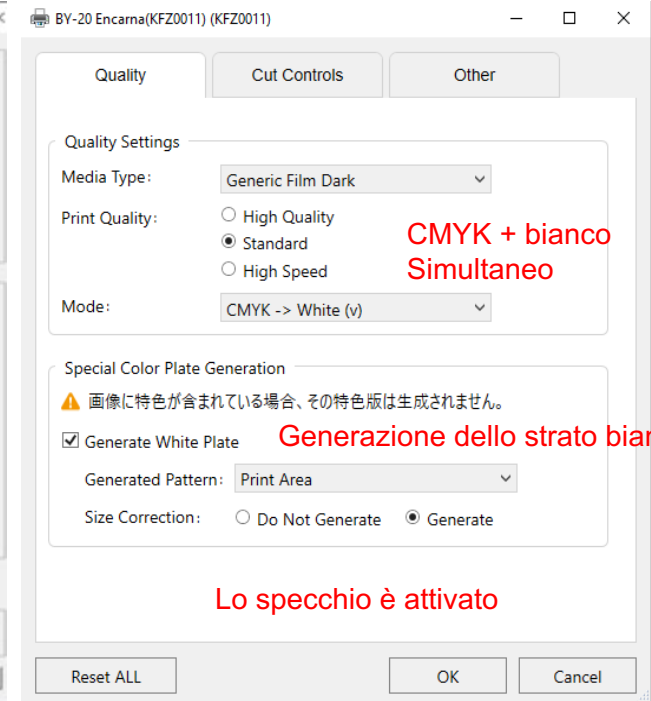 BY-20 Encarna(KFZ0011) (KFZ0011)
Quality Cut Controls Other
Quality Settings
Media Type: Generic Film Dark
Print Quality: High Quality
Standard
High Speed
CMYK + bianco
Simultaneo
Mode: CMYK -> White (v)
Special Color Plate Generation
画像に特色が含まれている場合、その特色版は生成されません。
Generate White Plate
Generazione dello strato bian
Generated Pattern: Print Area
Size Correction: Do Not Generate Generate
Lo specchio è attivato
Reset ALL OK Cancel